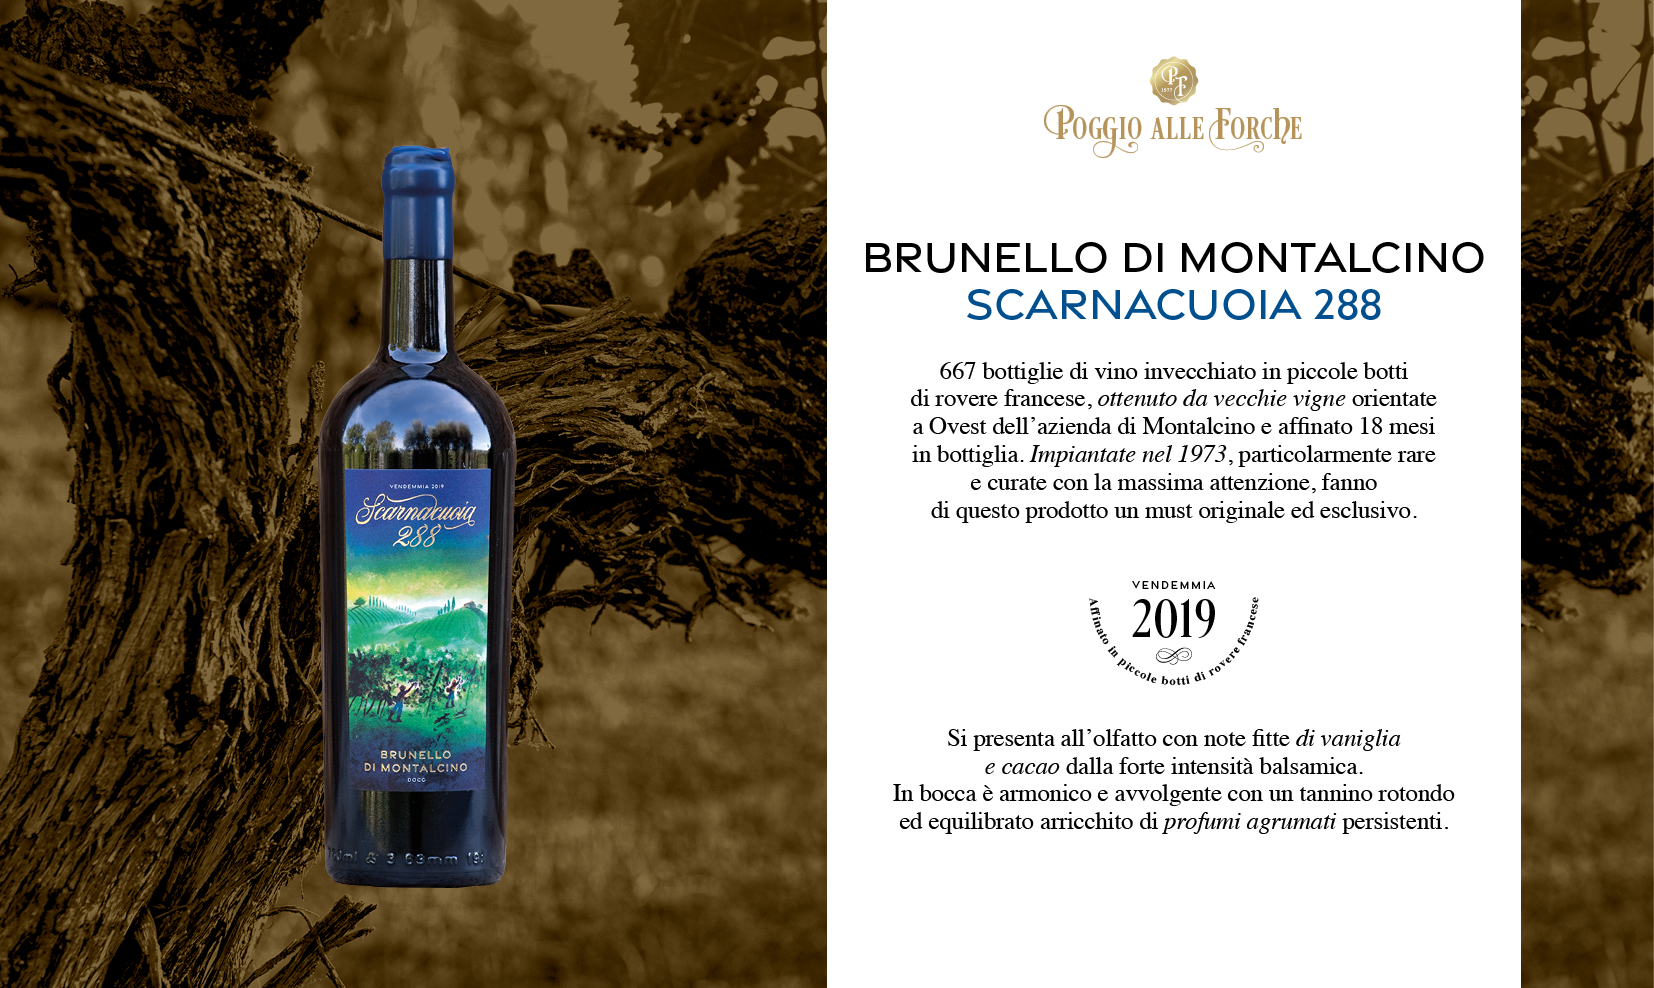 VENDEMMIA 2019
Scarnacuoia
288
BRUNELLO
DI MONTALCINO
DOCG
3 63mm
PF
1577
POGGIO ALLE FORCHE
BRUNELLO DI MONTALCINO
SCARNACUOIA 288
667 bottiglie di vino invecchiato in piccole botti
di rovere francese, ottenuto da vecchie vigne orientate
a Ovest dell’azienda di Montalcino e affinato 18 mesi
in bottiglia. Impiantate nel 1973, particolarmente rare
e curate con la massima attenzione, fanno
di questo prodotto un must originale ed esclusivo.
VENDEMMIA
2019
Affinato in piccole botti di rovere francese
Si presenta all’olfatto con note fitte di vaniglia
e cacao dalla forte intensità balsamica.
In bocca è armonico e avvolgente con un tannino rotondo
ed equilibrato arricchito di profumi agrumati persistenti.